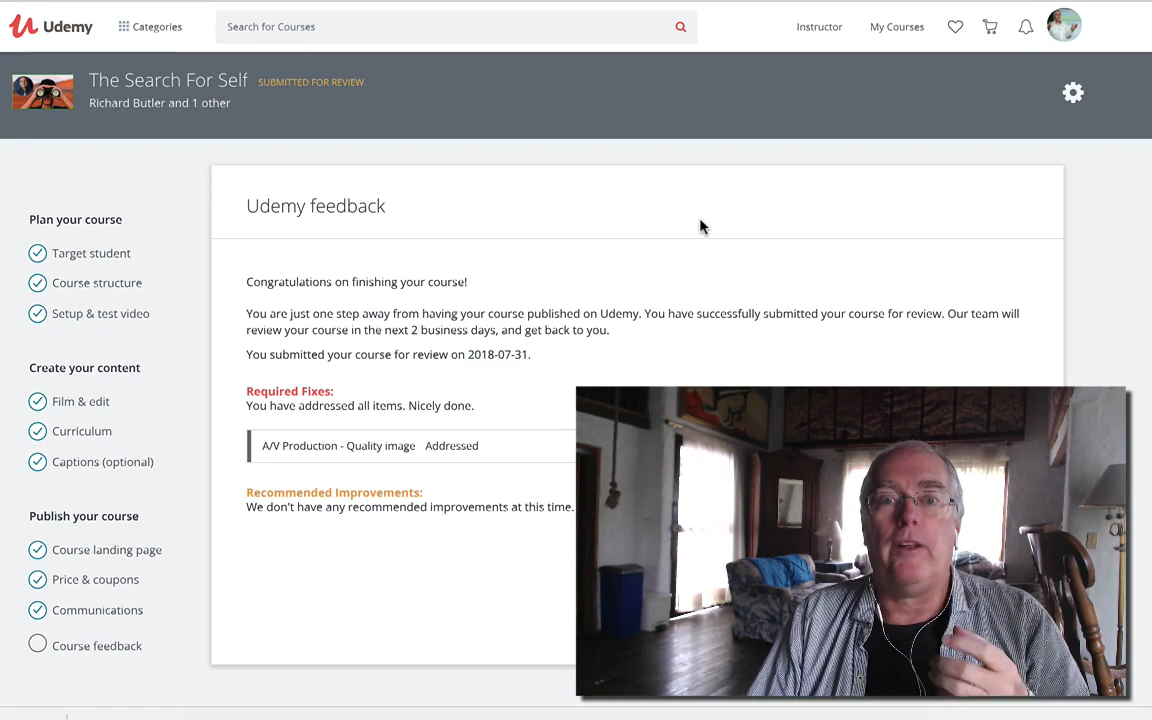 Udemy
Categories
Search for Courses
Instructor
My Courses
The Search For Self SUBMITTED FOR REVIEW
Richard Butler and 1 other
Plan your course
Target student
Course structure
Setup & test video
Create your content
Film & edit
Curriculum
Captions (optional)
Publish your course
Course landing page
Price & coupons
Communications
Course feedback
Udemy feedback
Congratulations on finishing your course!
You are just one step away from having your course published on Udemy. You have successfully submitted your course for review. Our team will
review your course in the next 2 business days, and get back to you.
You submitted your course for review on 2018-07-31.
Required Fixes:
You have addressed all items. Nicely done.
A/V Production - Quality image Addressed
Recommended Improvements:
We don't have any recommended improvements at this time.